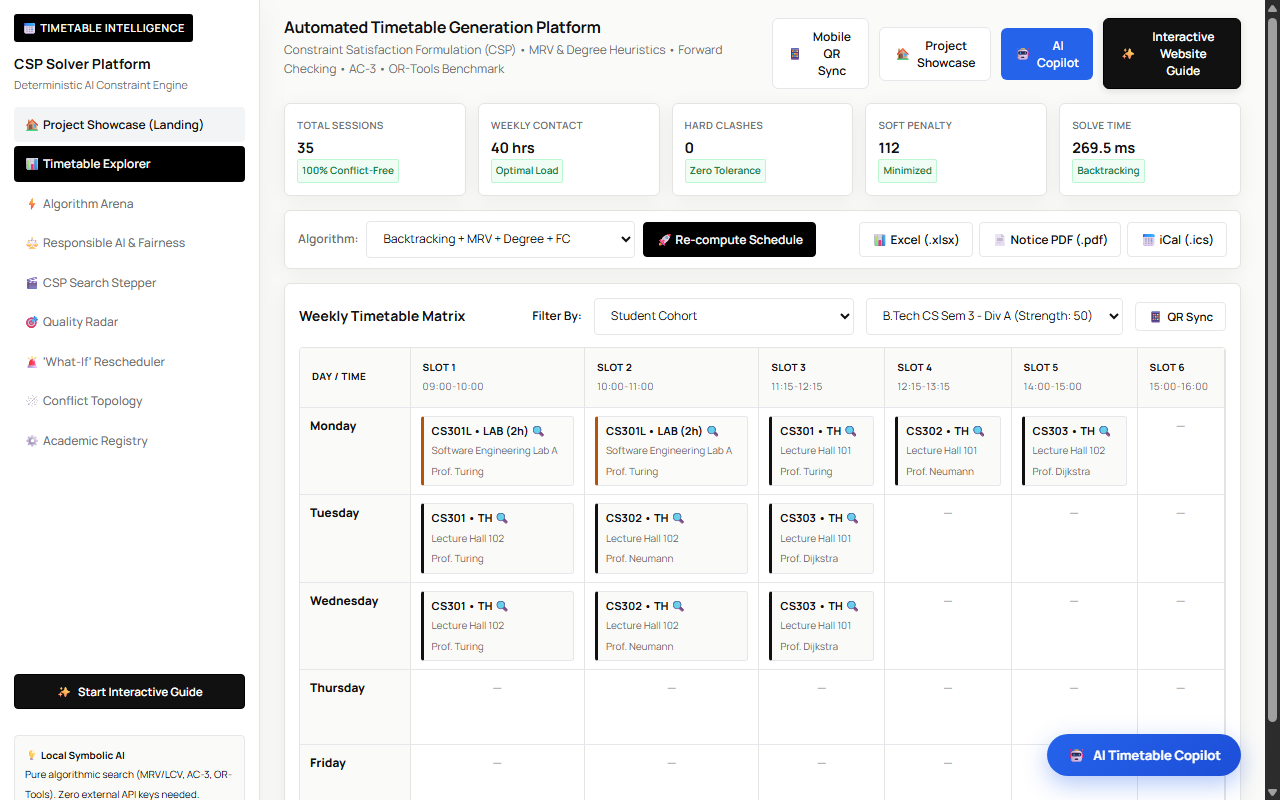 TIMETABLE INTELLIGENCE
CSP Solver Platform
Deterministic AI Constraint Engine
Project Showcase (Landing)
Timetable Explorer
Algorithm Arena
Responsible AI & Fairness
CSP Search Stepper
Quality Radar
'What-If' Rescheduler
Conflict Topology
Academic Registry
Start Interactive Guide
Local Symbolic AI
Pure algorithmic search (MRV/LCV, AC-3, OR-
Tools). Zero external API keys needed.
Automated Timetable Generation Platform
Constraint Satisfaction Formulation (CSP) • MRV & Degree Heuristics • Forward
Checking • AC-3 • OR-Tools Benchmark
Mobile
QR
Sync
Project
Showcase
AI
Copilot
Interactive
Website
Guide
TOTAL SESSIONS
35
100% Conflict-Free
WEEKLY CONTACT
40 hrs
Optimal Load
HARD CLASHES
0
Zero Tolerance
SOFT PENALTY
112
Minimized
SOLVE TIME
269.5 ms
Backtracking
Algorithm: Backtracking + MRV + Degree + FC Re-compute Schedule Excel (.xlsx) Notice PDF (.pdf) iCal (.ics)
Weekly Timetable Matrix Filter By: Student Cohort B.Tech CS Sem 3 - Div A (Strength: 50) QR Sync
DAY / TIME
SLOT 1
09:00-10:00
SLOT 2
10:00-11:00
SLOT 3
11:15-12:15
SLOT 4
12:15-13:15
SLOT 5
14:00-15:00
SLOT 6
15:00-16:00
Monday
CS301L • LAB (2h)
Software Engineering Lab A
Prof. Turing
CS301L • LAB (2h)
Software Engineering Lab A
Prof. Turing
CS301 • TH
Lecture Hall 101
Prof. Turing
CS302 • TH
Lecture Hall 101
Prof. Neumann
CS303 • TH
Lecture Hall 102
Prof. Dijkstra
—
Tuesday
CS301 • TH
Lecture Hall 102
Prof. Turing
CS302 • TH
Lecture Hall 102
Prof. Neumann
CS303 • TH
Lecture Hall 101
Prof. Dijkstra
— — —
Wednesday
CS301 • TH
Lecture Hall 102
Prof. Turing
CS302 • TH
Lecture Hall 102
Prof. Neumann
CS303 • TH
Lecture Hall 101
Prof. Dijkstra
— — —
Thursday — — — — — —
Friday — — — — —
AI Timetable Copilot